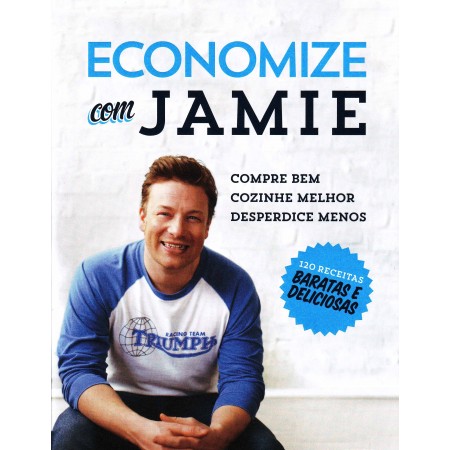 ECONOMIZE
com JAMIE
COMPRE BEM
COZINHE MELHOR
DESPERDICE MENOS
120 RECEITAS
BARATAS E
DELICIOSAS
RACING TEAM
TRIUMPH